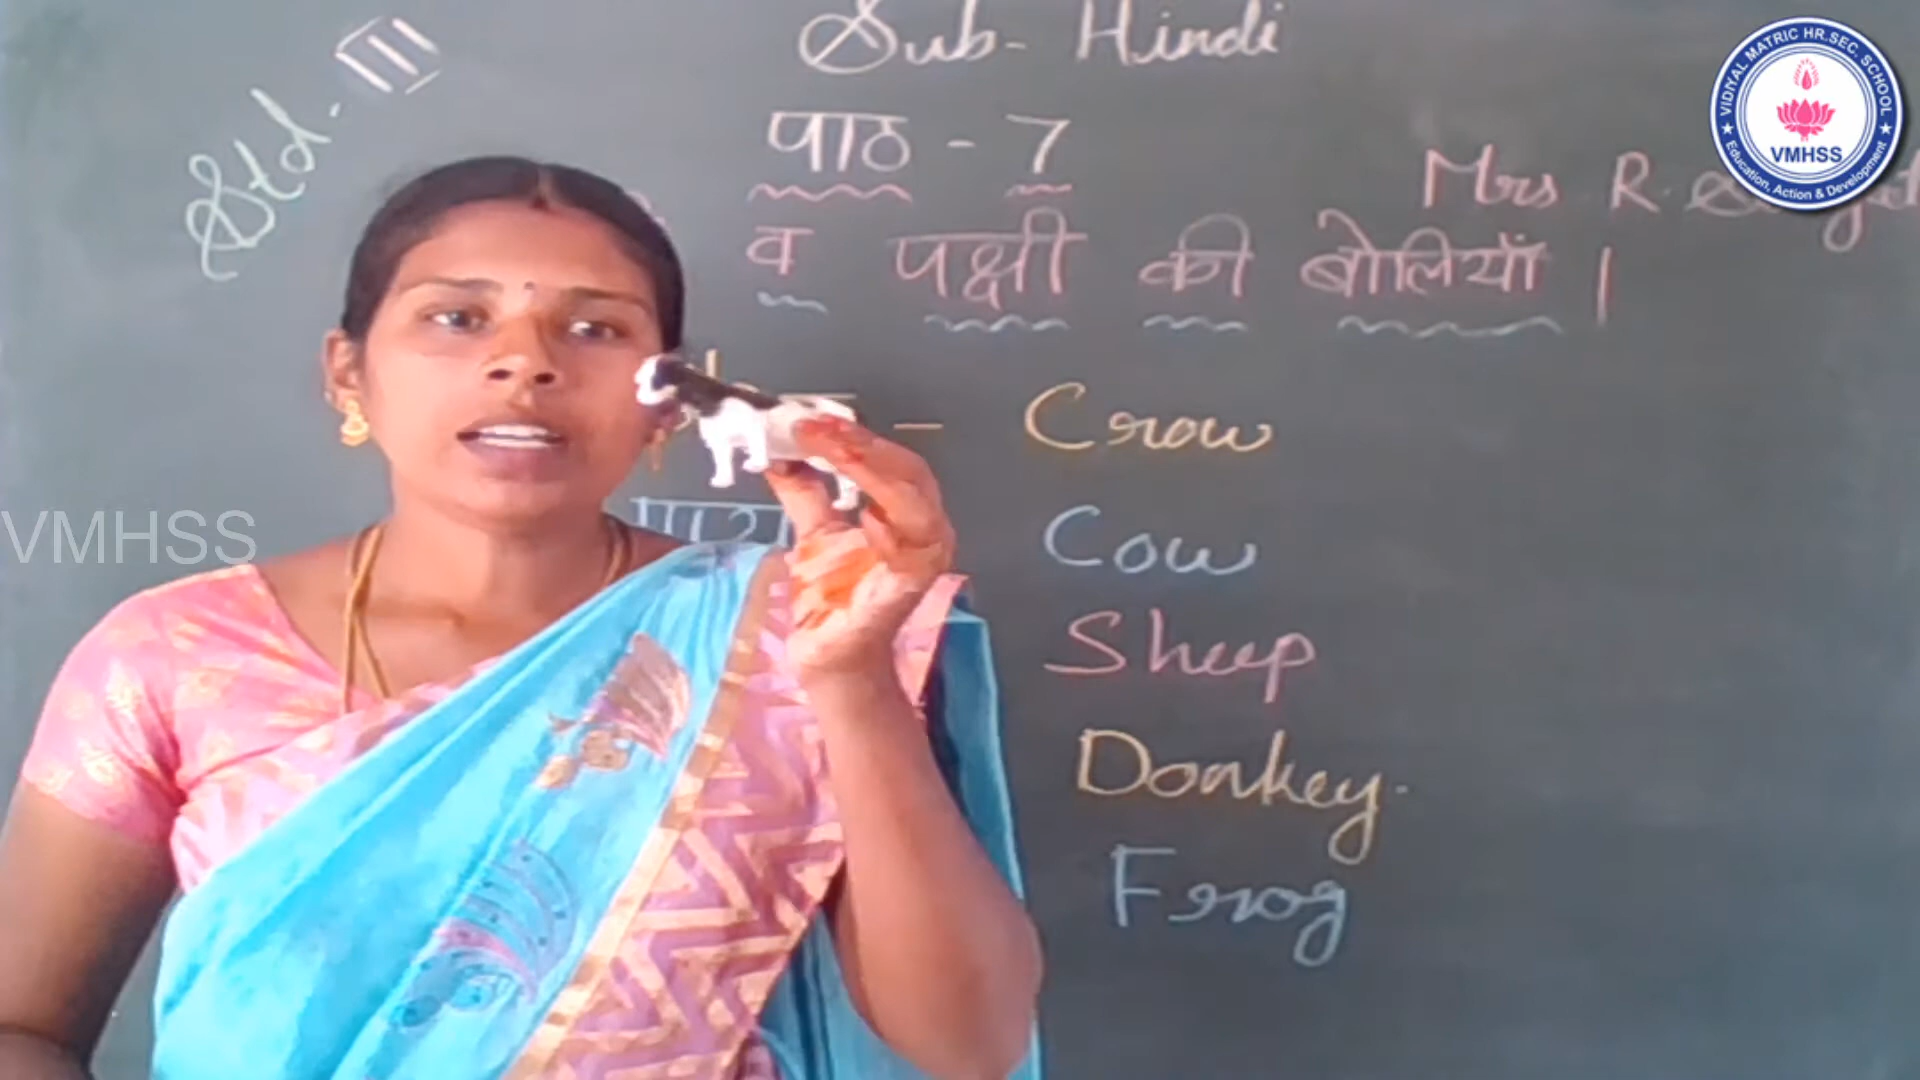 Std - III
Sub - Hindi
पाठ - 7
Mrs R.
व पक्षी की बोलियाँ ।
– Crow
Cow
Sheep
Donkey.
Frog
VIDIYAL MATRIC HR.SEC. SCHOOL
VMHSS
Education, Action & Development
VMHSS